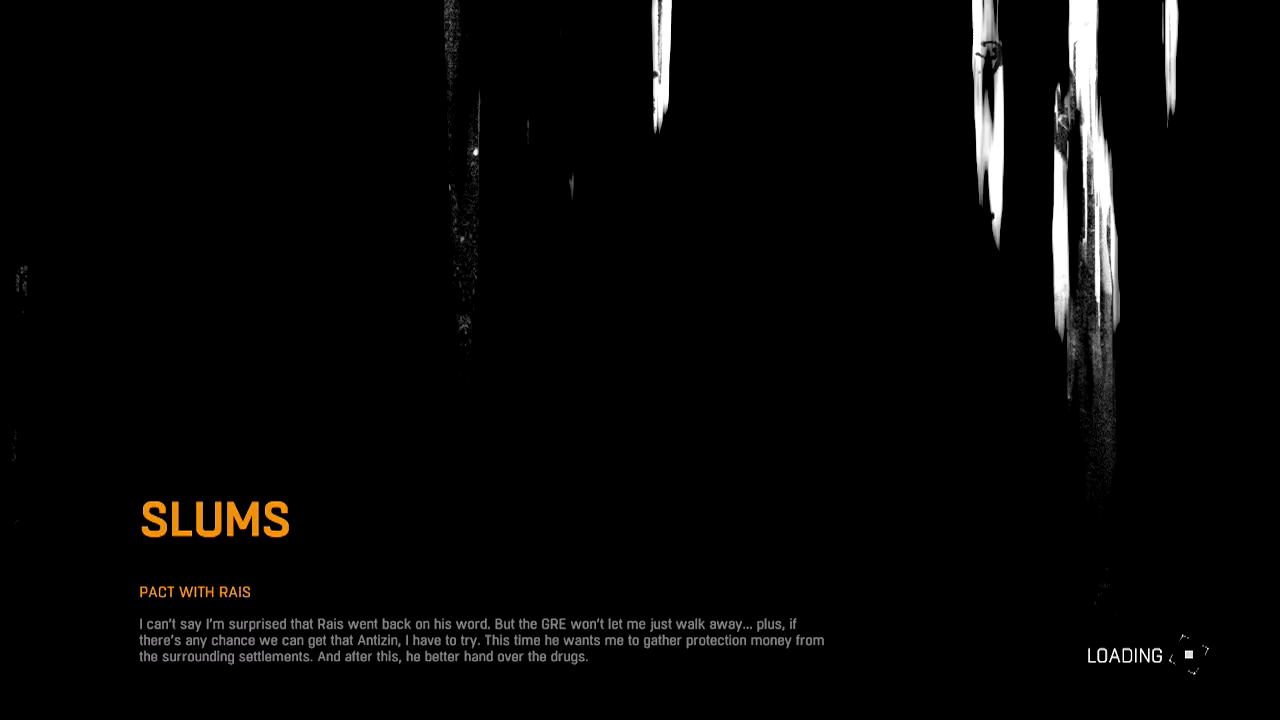 SLUMS
PACT WITH RAIS
I can't say I'm surprised that Rais went back on his word. But the GRE won't let me just walk away... plus, if
there's any chance we can get that Antizin, I have to try. This time he wants me to gather protection money from
the surrounding settlements. And after this, he better hand over the drugs.
LOADING